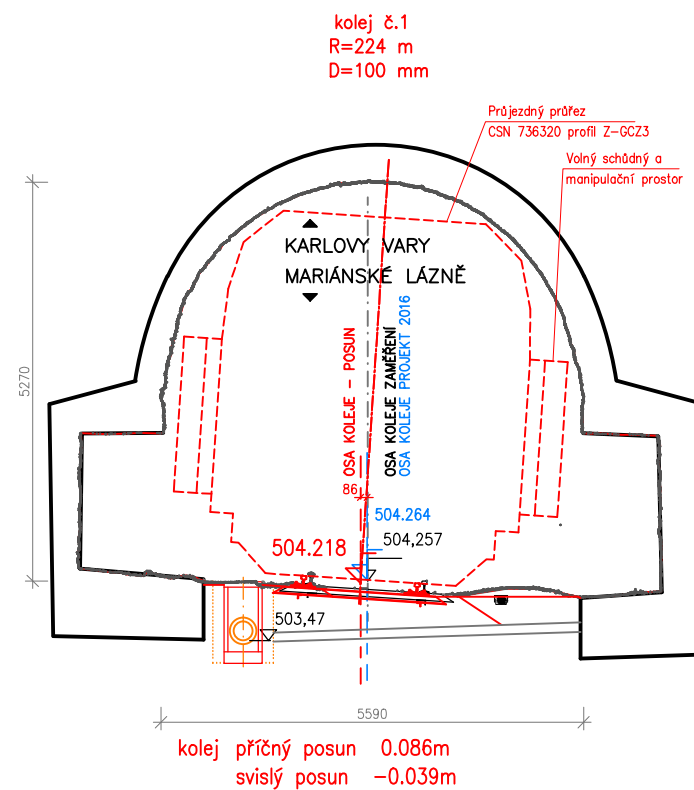 kolej č.1
R=224 m
D=100 mm
Průjezdný průřez
CSN 736320 profil Z-GCZ3
Volný schůdný a
manipulační prostor
KARLOVY VARY
MARIÁNSKÉ LÁZNĚ
5270
OSA KOLEJE - POSUN
OSA KOLEJE ZAMĚŘENÍ
OSA KOLEJE PROJEKT 2016
86
504.264
504.218
504,257
503,47
5590
kolej příčný posun 0.086m
svislý posun -0.039m